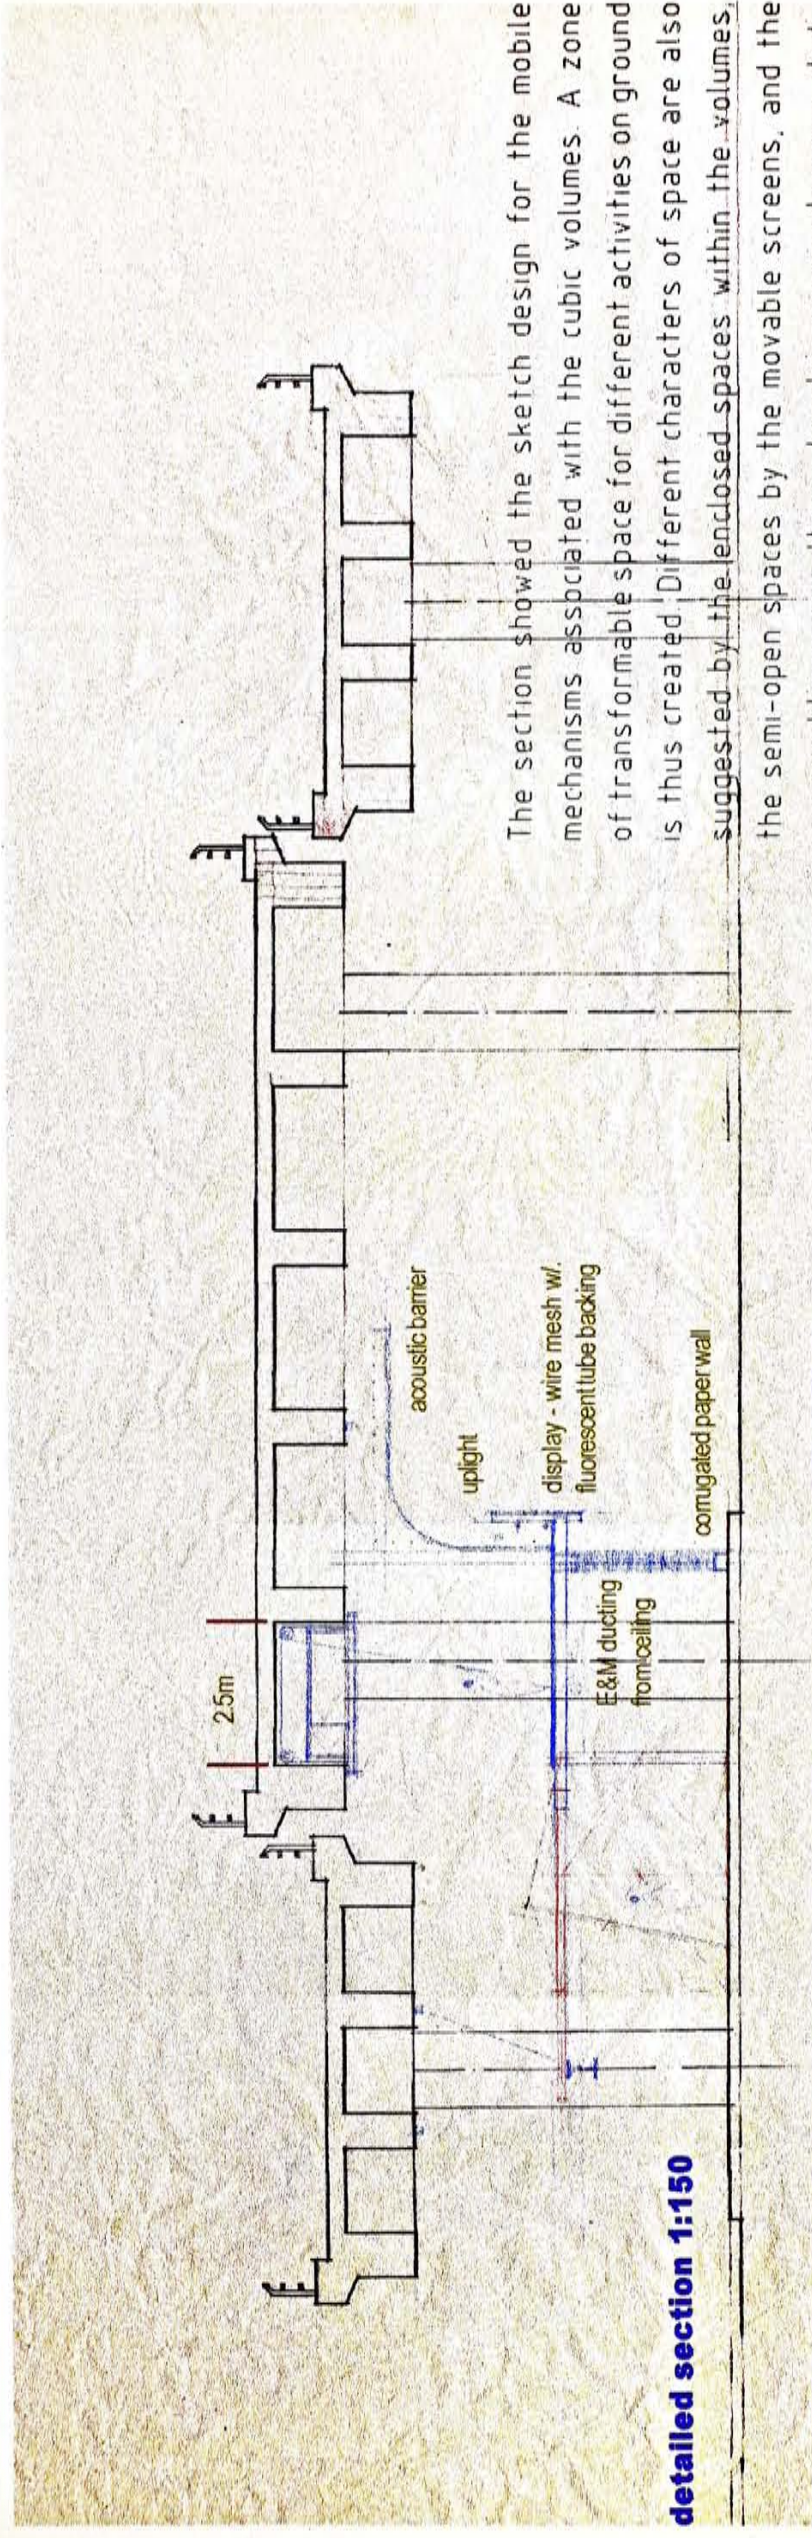 2.5m
acoustic barrier
uplight
display - wire mesh w/.
fluorescent tube backing
E&M ducting
from ceiling
corrugated paper wall
detailed section 1:150
The section showed the sketch design for the mobile
mechanisms associated with the cubic volumes. A zone
of transformable space for different activities on ground
is thus created. Different characters of space are also
suggested by the enclosed spaces within the volumes,
the semi-open spaces by the movable screens, and the